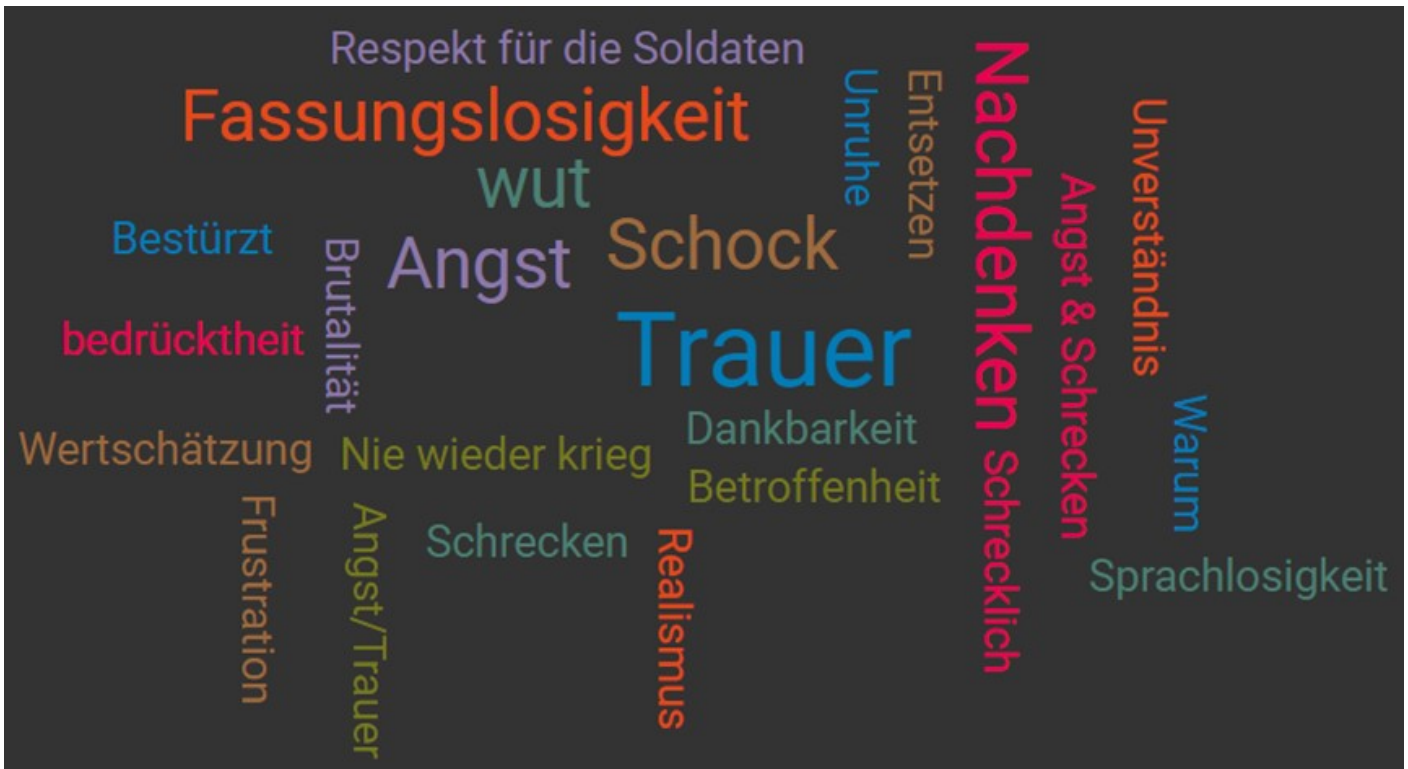 Respekt für die Soldaten
Fassungslosigkeit
wut
Unruhe
Entsetzen
Nachdenken
Unverständnis
Angst & Schrecken
Bestürzt
Brutalität
Angst
Schock
bedrücktheit
Trauer
Wertschätzung
Nie wieder krieg
Dankbarkeit
Betroffenheit
Schrecklich
Warum
Frustration
Angst/Trauer
Schrecken
Realismus
Sprachlosigkeit